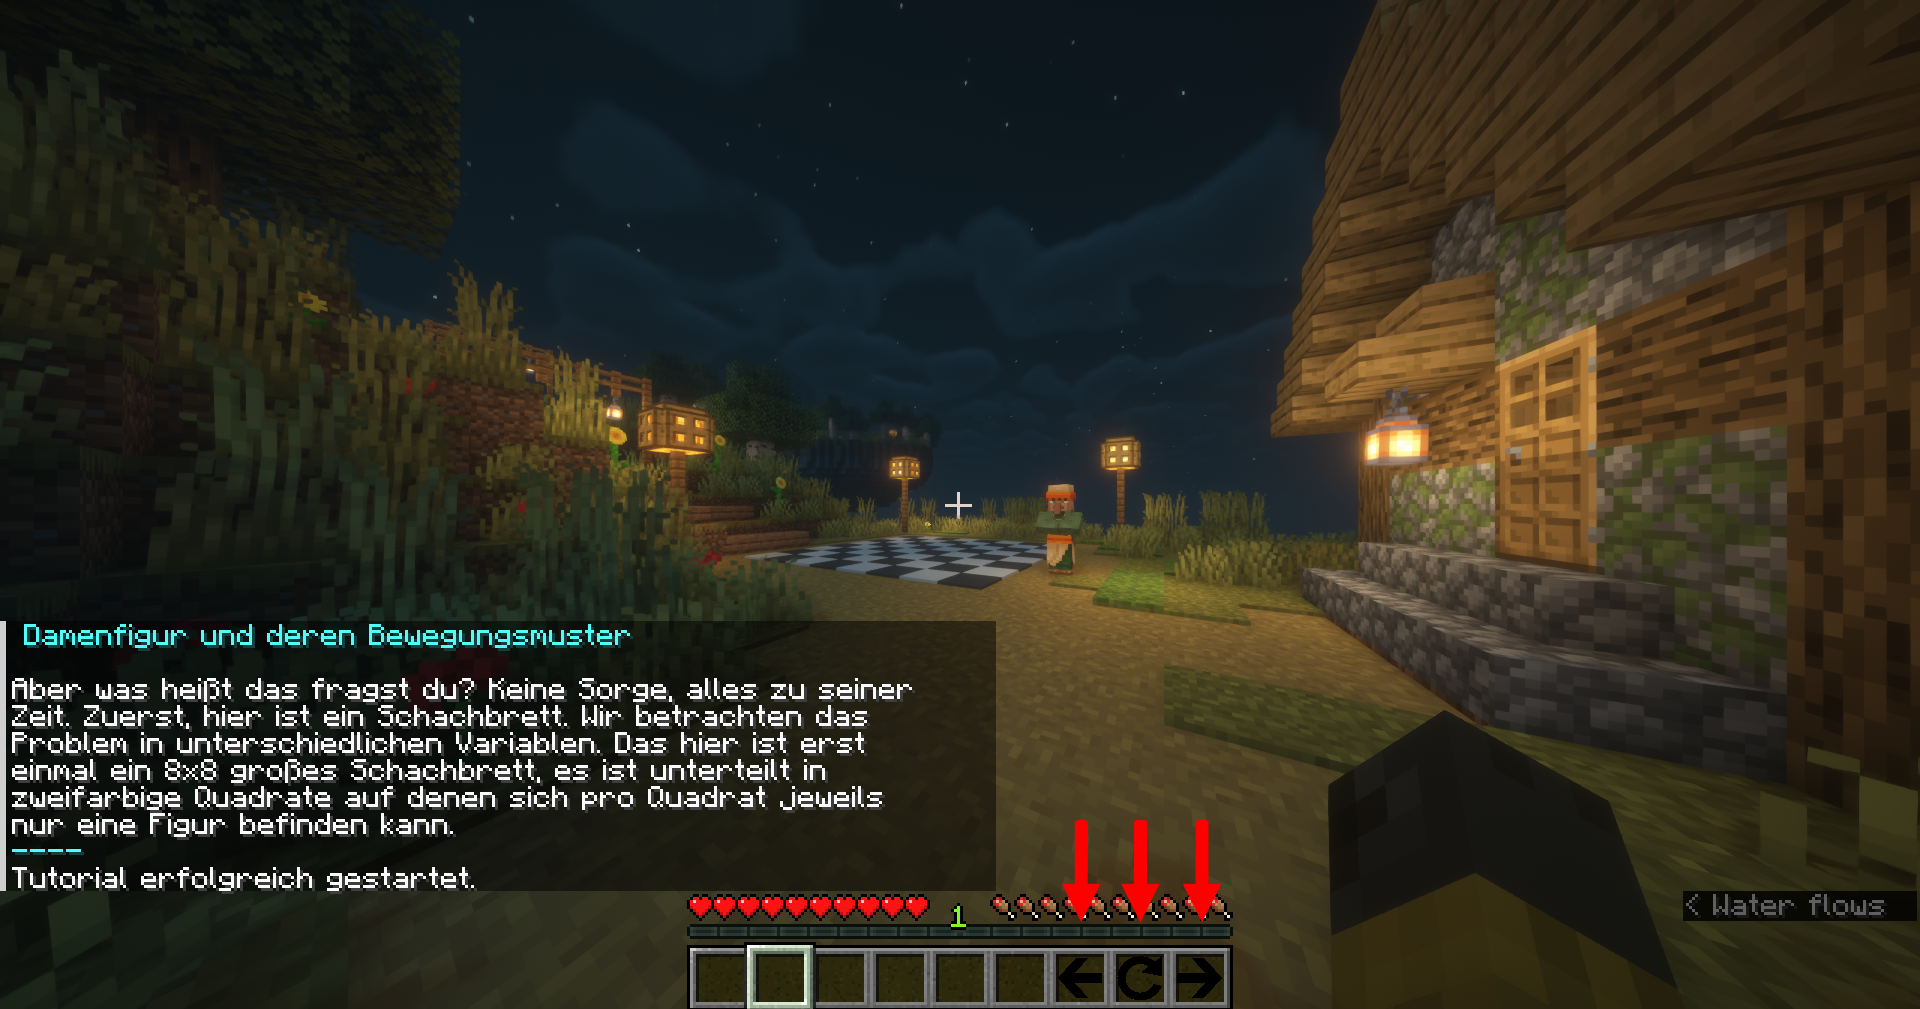 Damenfigur und deren Bewegungsmuster
Aber was heißt das fragst du? Keine Sorge, alles zu seiner
Zeit. Zuerst, hier ist ein Schachbrett. Wir betrachten das
Problem in unterschiedlichen Variablen. Das hier ist erst
einmal ein 8x8 großes Schachbrett, es ist unterteilt in
zweifarbige Quadrate auf denen sich pro Quadrat jeweils
nur eine Figur befinden kann.
----
Tutorial erfolgreich gestartet.
1
< Water flows